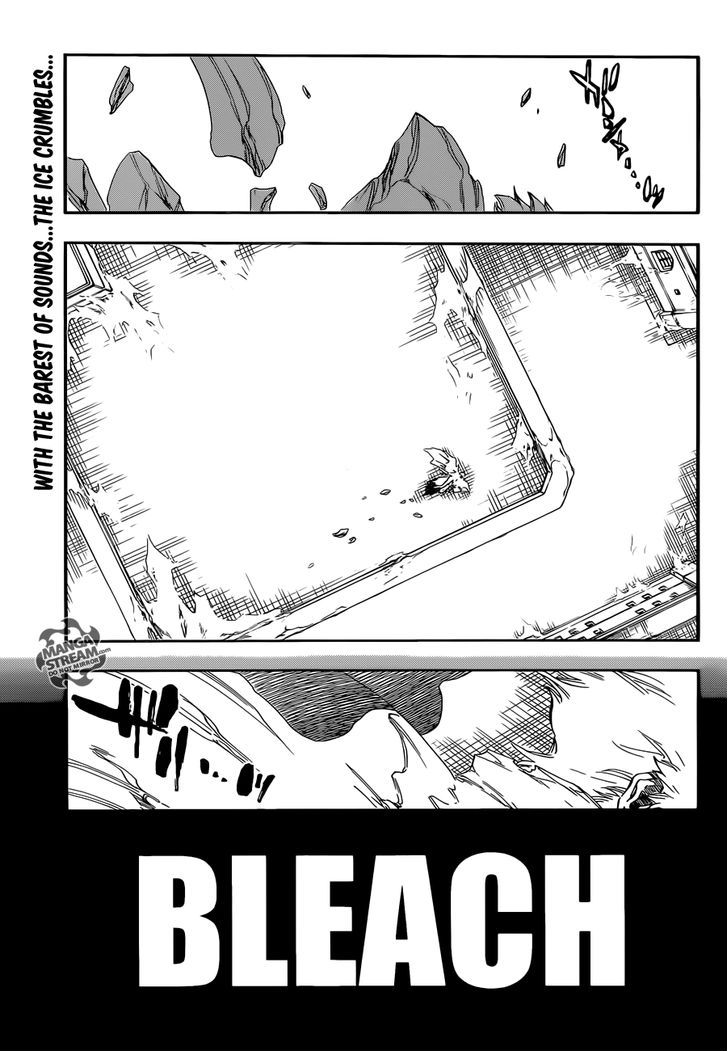 WITH THE BAREST OF SOUNDS...THE ICE CRUMBLES...
MANGA
STREAM.com
DO NOT MIRROR
BLEACH